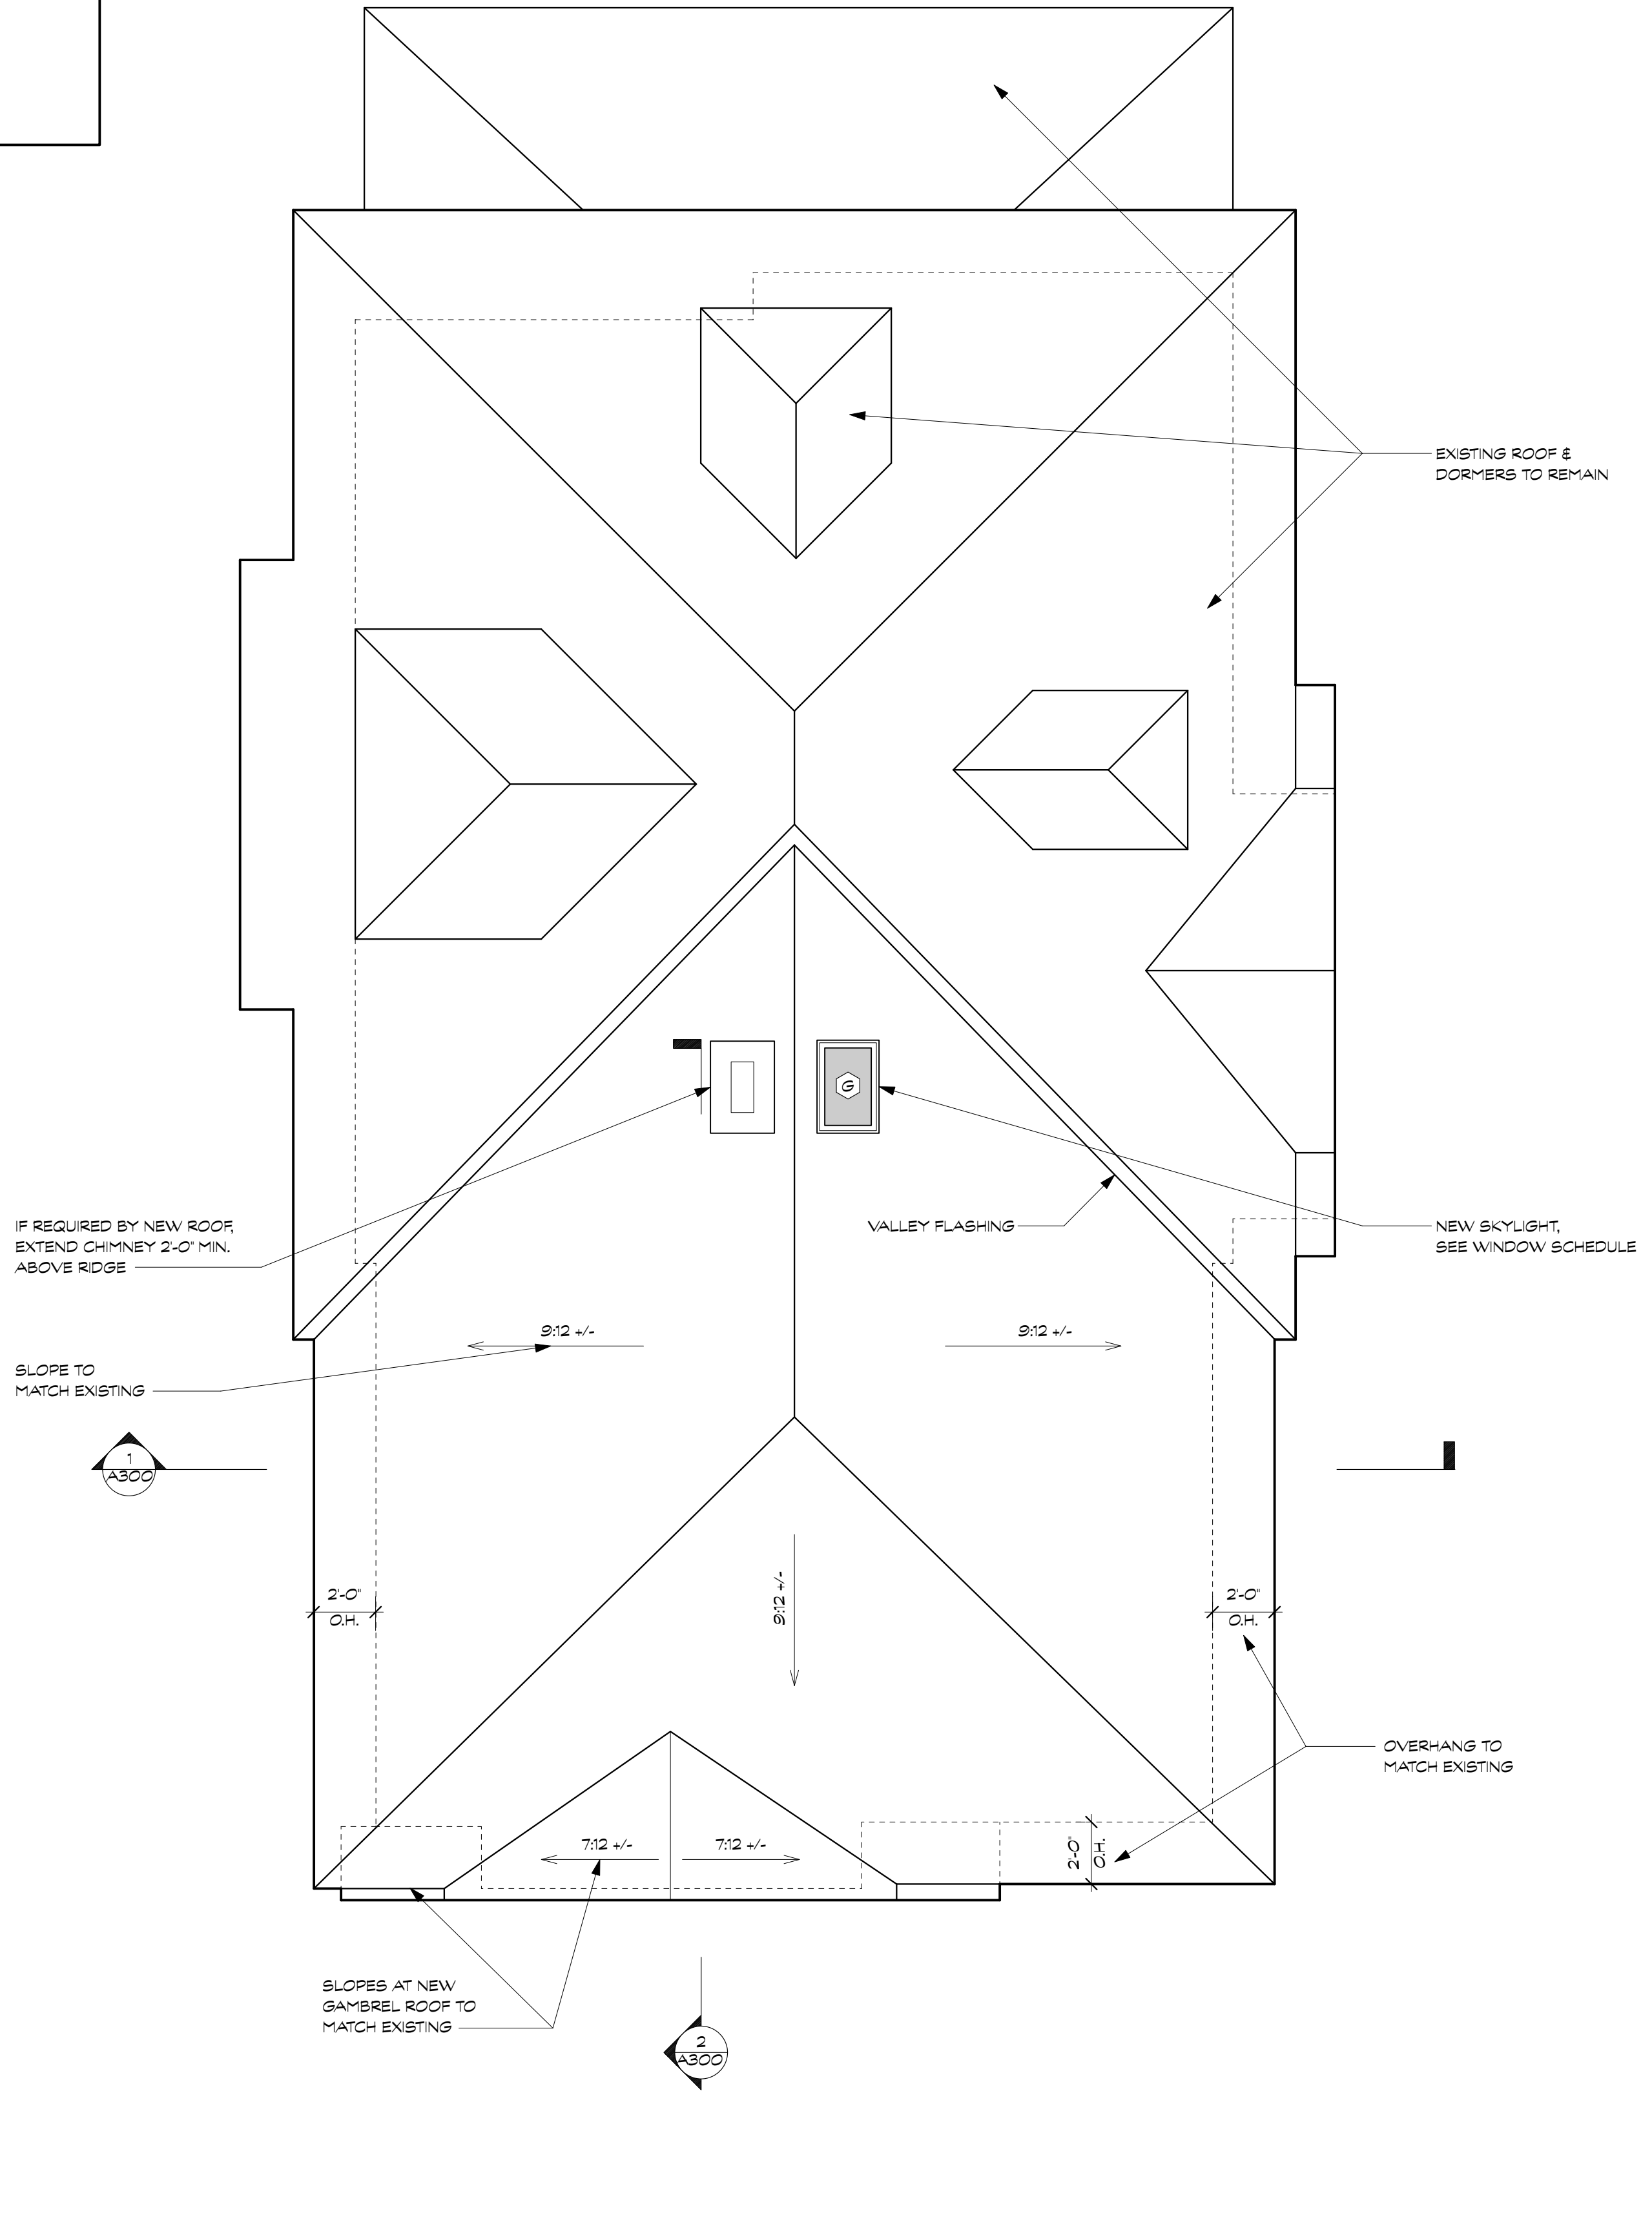 EXISTING ROOF &
DORMERS TO REMAIN
G
IF REQUIRED BY NEW ROOF,
EXTEND CHIMNEY 2'-0" MIN.
ABOVE RIDGE
VALLEY FLASHING
NEW SKYLIGHT,
SEE WINDOW SCHEDULE
9:12 +/-
9:12 +/-
SLOPE TO
MATCH EXISTING
1
A300
2'-0"
O.H.
9:12 +/-
2'-0"
O.H.
OVERHANG TO
MATCH EXISTING
7:12 +/-
7:12 +/-
2'-0"
O.H.
SLOPES AT NEW
GAMBREL ROOF TO
MATCH EXISTING
2
A300